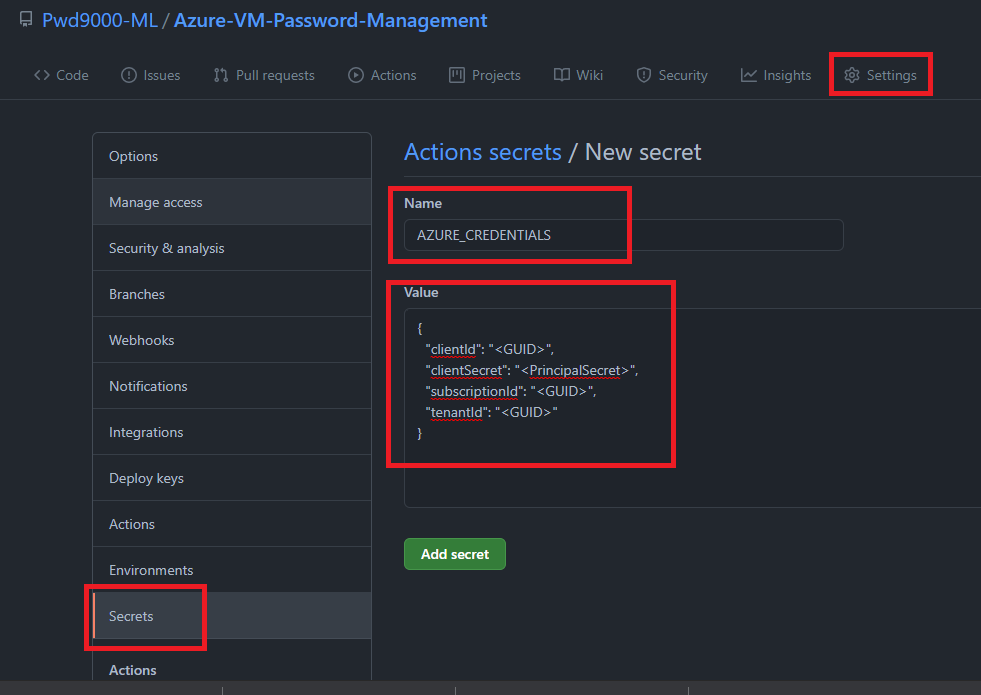 Pwd9000-ML / Azure-VM-Password-Management
Code Issues Pull requests Actions Projects Wiki Security Insights Settings
Options
Manage access
Security & analysis
Branches
Webhooks
Notifications
Integrations
Deploy keys
Actions
Environments
Secrets
Actions
Actions secrets / New secret
Name
AZURE_CREDENTIALS
Value
{
"clientId": "<GUID>",
"clientSecret": "<PrincipalSecret>",
"subscriptionId": "<GUID>",
"tenantId": "<GUID>"
}
Add secret